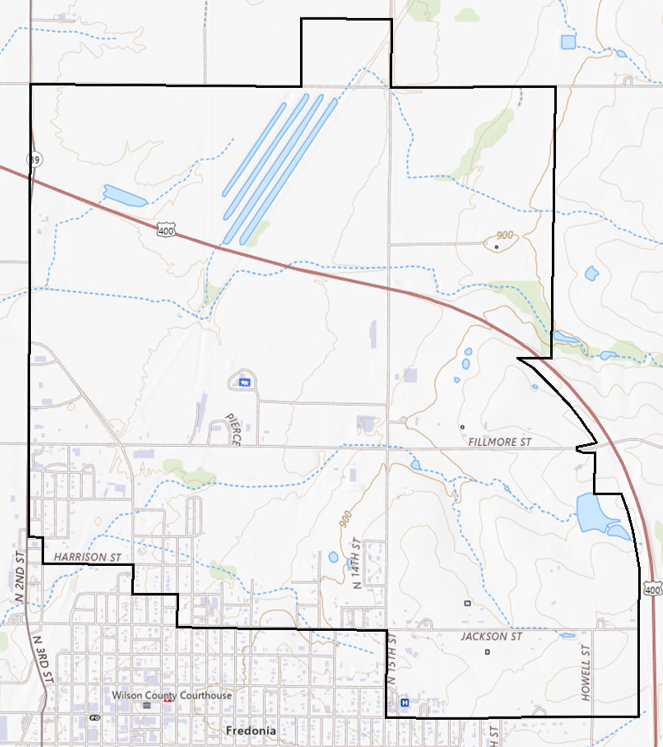 39
400
900
PIERCE
FILLMORE ST
900
N 14TH ST
HARRISON ST
N 2ND ST
400
JACKSON ST
N 3RD ST
N 15TH ST
HOWELL ST
Wilson County Courthouse
H
Fredonia
H ST